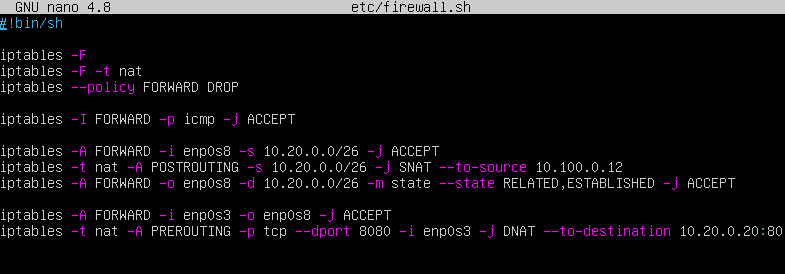 GNU nano 4.8 etc/firewall.sh
#!bin/sh
iptables -F
iptables -F -t nat
iptables --policy FORWARD DROP
iptables -I FORWARD -p icmp -j ACCEPT
iptables -A FORWARD -i enp0s8 -s 10.20.0.0/26 -j ACCEPT
iptables -t nat -A POSTROUTING -s 10.20.0.0/26 -j SNAT --to-source 10.100.0.12
iptables -A FORWARD -o enp0s8 -d 10.20.0.0/26 -m state --state RELATED,ESTABLISHED -j ACCEPT
iptables -A FORWARD -i enp0s3 -o enp0s8 -j ACCEPT
iptables -t nat -A PREROUTING -p tcp --dport 8080 -i enp0s3 -j DNAT --to-destination 10.20.0.20:80